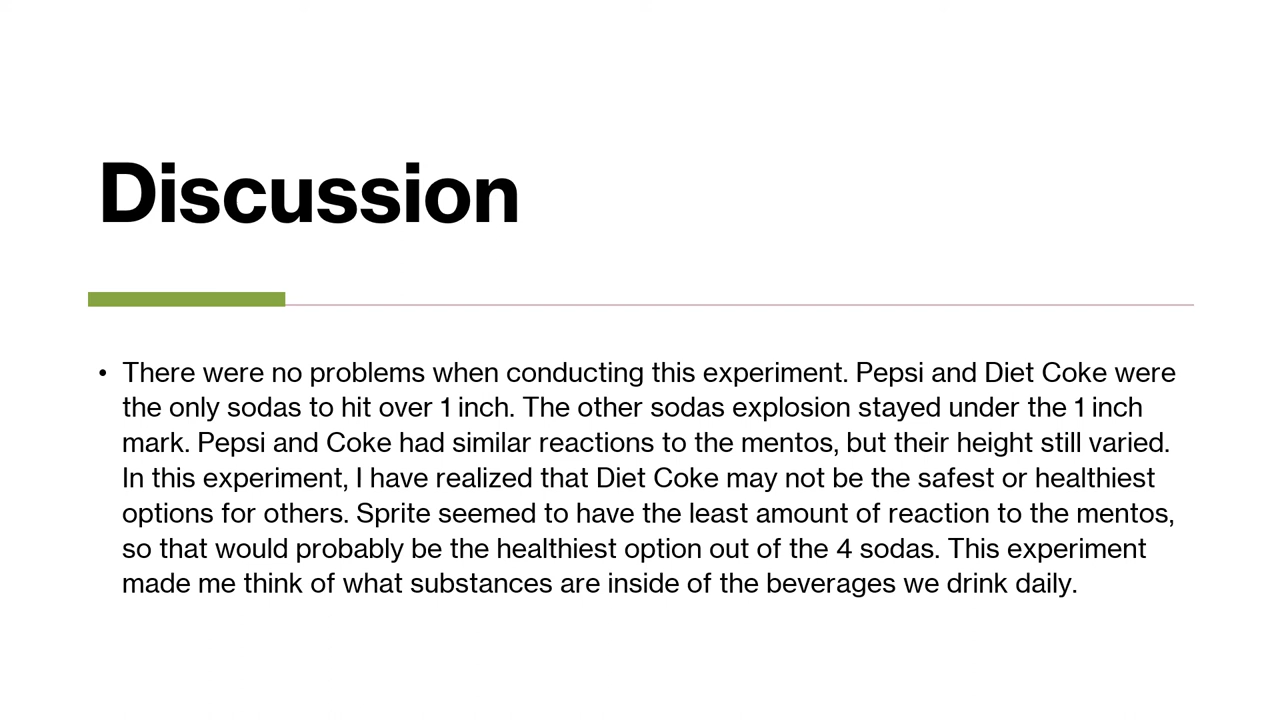 Discussion
• There were no problems when conducting this experiment. Pepsi and Diet Coke were
the only sodas to hit over 1 inch. The other sodas explosion stayed under the 1 inch
mark. Pepsi and Coke had similar reactions to the mentos, but their height still varied.
In this experiment, I have realized that Diet Coke may not be the safest or healthiest
options for others. Sprite seemed to have the least amount of reaction to the mentos,
so that would probably be the healthiest option out of the 4 sodas. This experiment
made me think of what substances are inside of the beverages we drink daily.